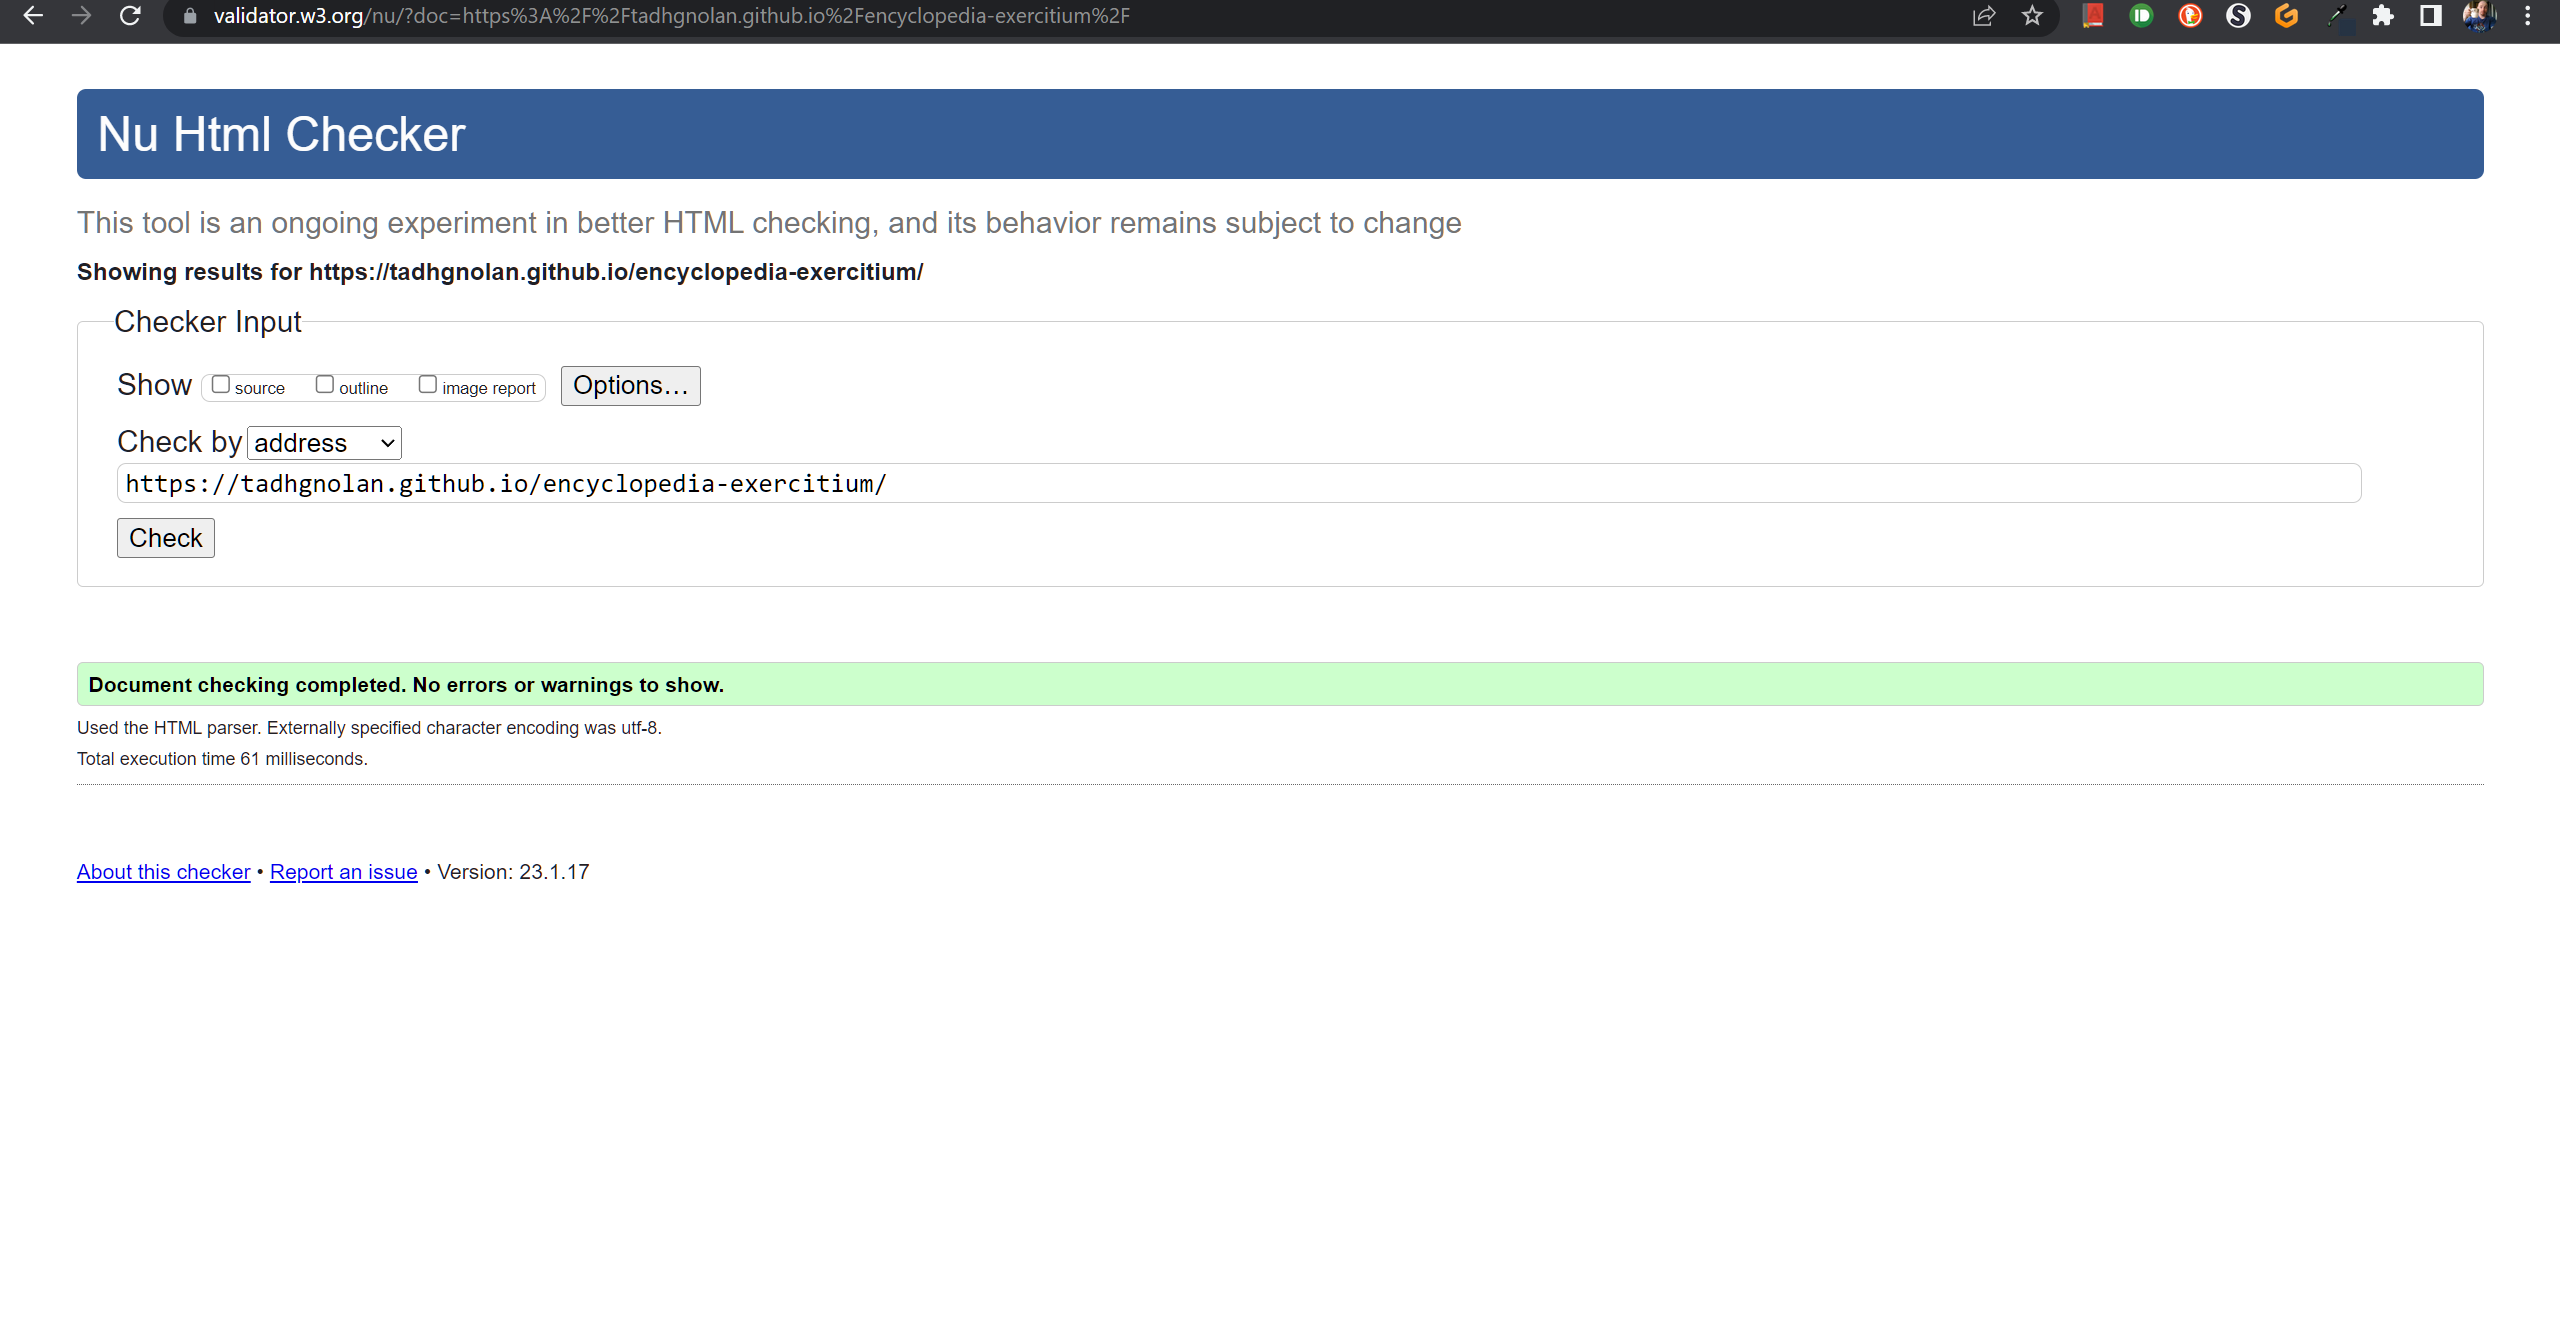 validator.w3.org/nu/?doc=https%3A%2F%2Ftadhgnolan.github.io%2Fencyclopedia-exercitium%2F
Nu Html Checker
This tool is an ongoing experiment in better HTML checking, and its behavior remains subject to change
Showing results for https://tadhgnolan.github.io/encyclopedia-exercitium/
Checker Input
Show source outline image report Options...
Check by address
https://tadhgnolan.github.io/encyclopedia-exercitium/
Check
Document checking completed. No errors or warnings to show.
Used the HTML parser. Externally specified character encoding was utf-8.
Total execution time 61 milliseconds.
About this checker • Report an issue • Version: 23.1.17